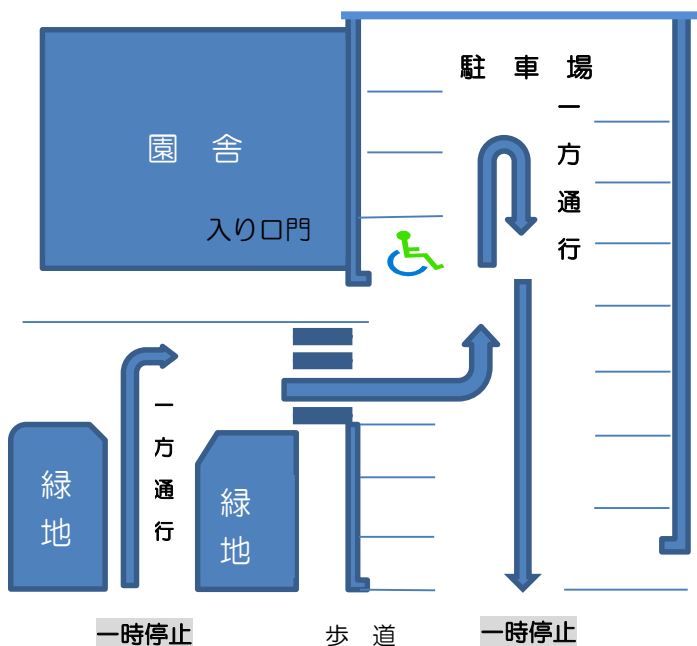 駐 車 場
一方通行
園 舎
入り口門
一方通行
緑地
緑地
一時停止
歩 道
一時停止